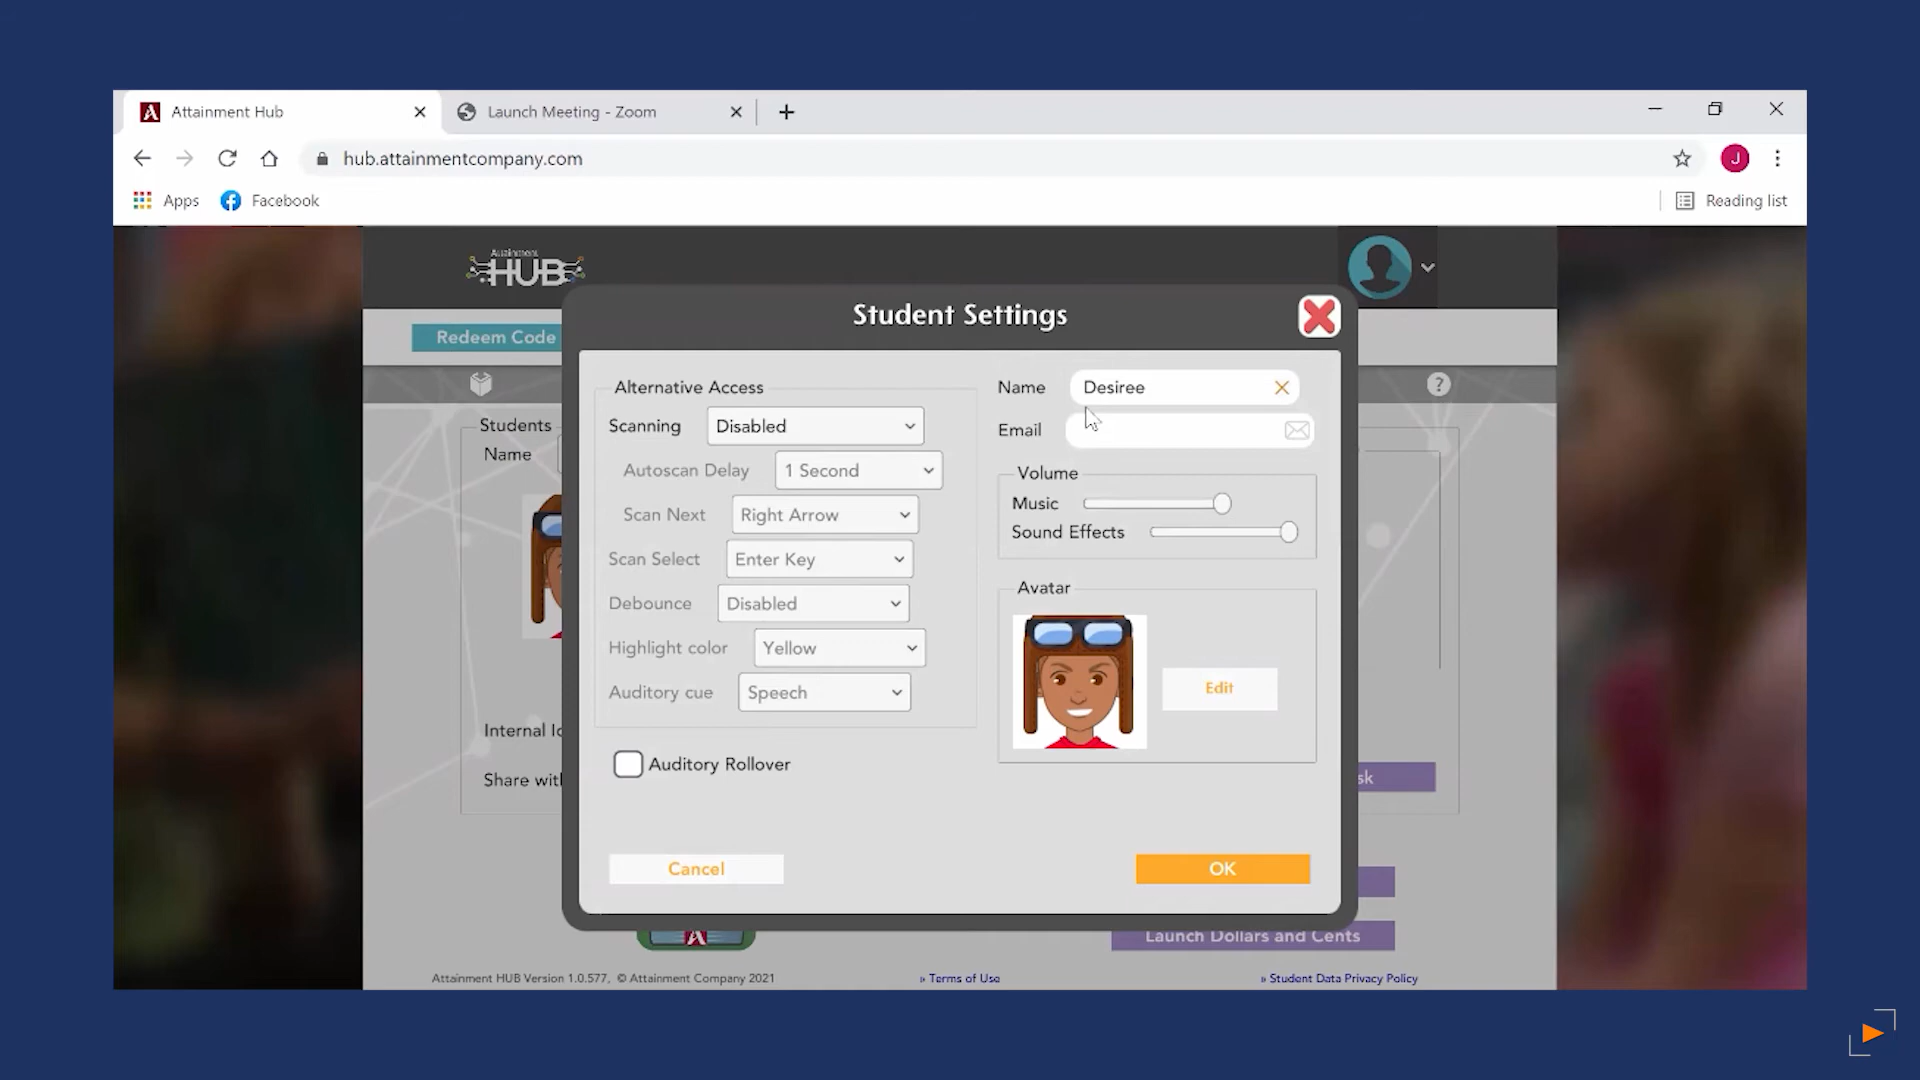 Attainment Hub
Launch Meeting - Zoom
hub.attainmentcompany.com
J
Apps
Facebook
Reading list
Attainment
HUB
Student Settings
Redeem Code
?
Alternative Access
Scanning Disabled
Autoscan Delay 1 Second
Scan Next Right Arrow
Scan Select Enter Key
Debounce Disabled
Highlight color Yellow
Auditory cue Speech
Auditory Rollover
Name Desiree
Email
Volume
Music
Sound Effects
Avatar
Edit
Cancel
OK
Students
Name
Internal
Share
sk
Launch Dollars and Cents
A
Attainment HUB Version 1.0.577, © Attainment Company 2021
» Terms of Use
» Student Data Privacy Policy